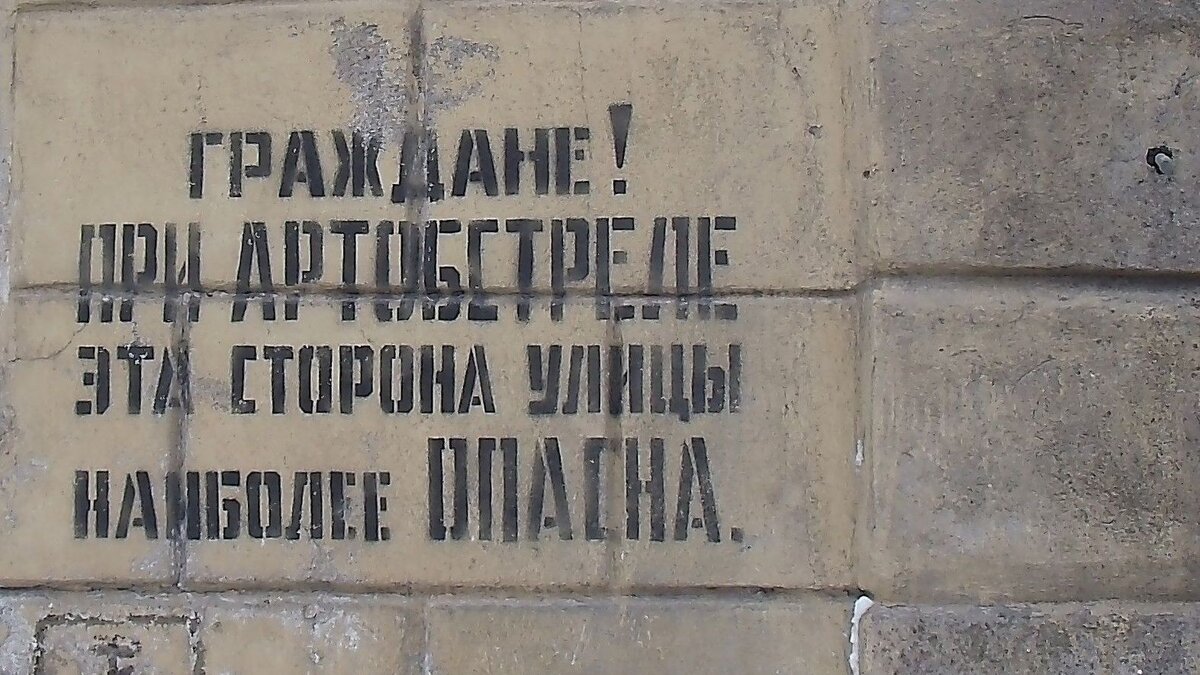 ГРАЖДАНЕ!
ПРИ АРТОБСТРЕЛЕ
ЭТА СТОРОНА УЛИЦЫ
НАИБОЛЕЕ ОПАСНА.